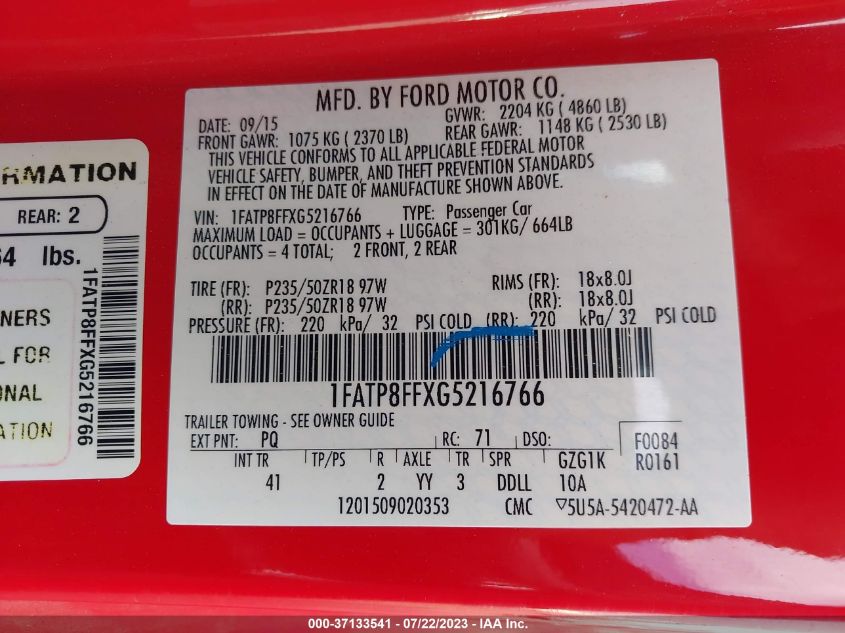 MFD. BY FORD MOTOR CO.
DATE: 09/15 GVWR: 2204 KG ( 4860 LB)
FRONT GAWR: 1075 KG ( 2370 LB) REAR GAWR: 1148 KG ( 2530 LB)
THIS VEHICLE CONFORMS TO ALL APPLICABLE FEDERAL MOTOR
VEHICLE SAFETY, BUMPER, AND THEFT PREVENTION STANDARDS
IN EFFECT ON THE DATE OF MANUFACTURE SHOWN ABOVE.
VIN: 1FATP8FFXG5216766 TYPE: Passenger Car
MAXIMUM LOAD = OCCUPANTS + LUGGAGE = 301KG/ 664LB
OCCUPANTS = 4 TOTAL; 2 FRONT, 2 REAR
TIRE (FR): P235/50ZR18 97W RIMS (FR): 18x8.0J
(RR): P235/50ZR18 97W (RR): 18x8.0J
PRESSURE (FR): 220 kPa/ 32 PSI COLD (RR): 220 kPa/ 32 PSI COLD
1FATP8FFXG5216766
TRAILER TOWING - SEE OWNER GUIDE
EXT PNT: PQ RC: 71 DSO: F0084
R0161
INT TR TP/PS R AXLE TR SPR GZG1K
41 2 YY 3 DDLL 10A
1201509020353 CMC ▽5U5A-5420472-AA
RMATION
REAR: 2
64 lbs.
NERS
L FOR
ONAL
ATION
1FATP8FFXG5216766
000-37133541 - 07/22/2023 - IAA Inc.